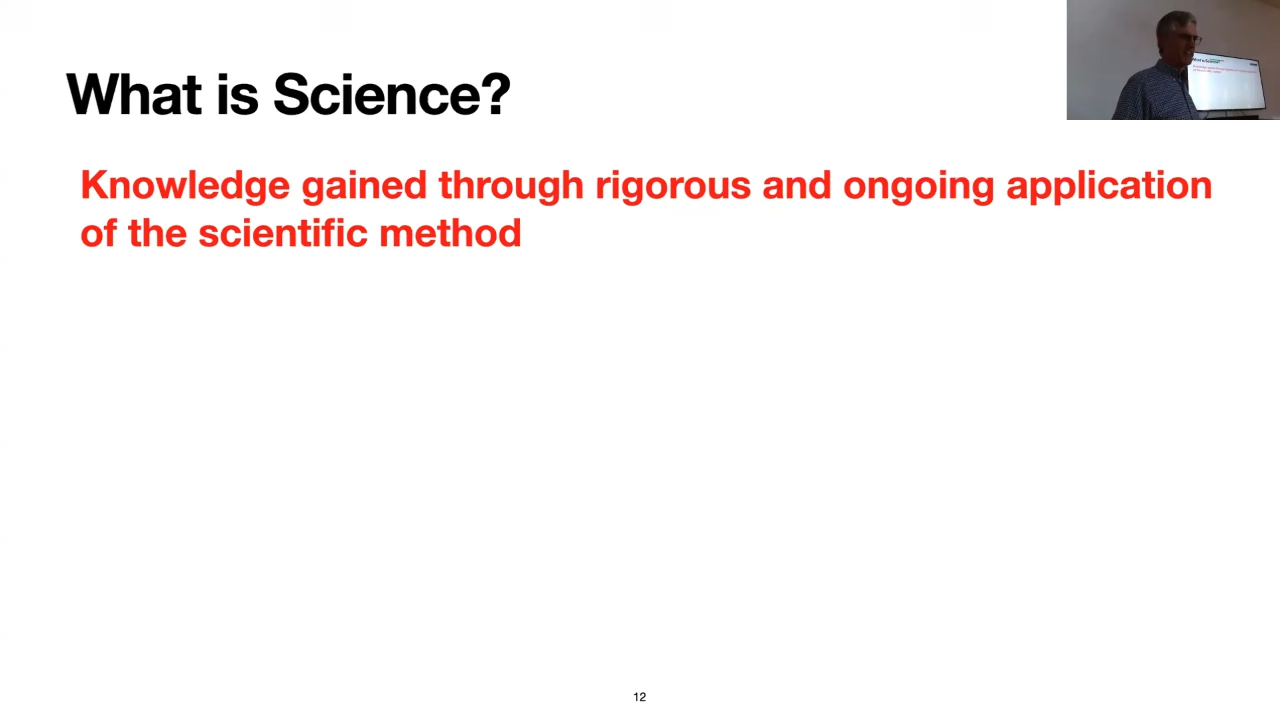 What is Science?
Knowledge gained through rigorous and ongoing application
of the scientific method
12